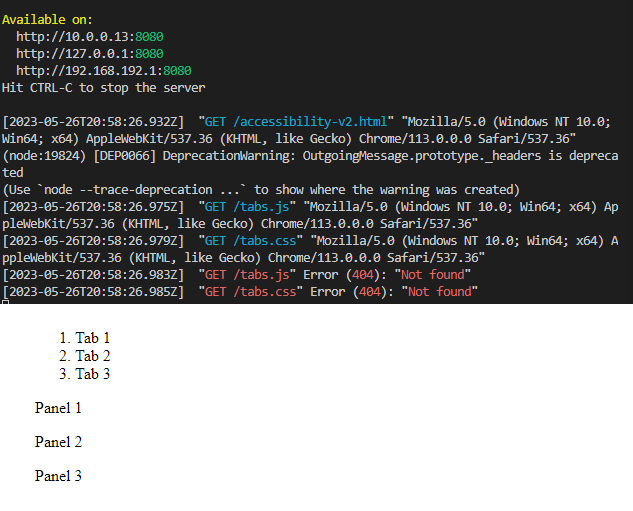 Available on:
http://10.0.0.13:8080
http://127.0.0.1:8080
http://192.168.192.1:8080
Hit CTRL-C to stop the server
[2023-05-26T20:58:26.932Z]  "GET /accessibility-v2.html" "Mozilla/5.0 (Windows NT 10.0;
Win64; x64) AppleWebKit/537.36 (KHTML, like Gecko) Chrome/113.0.0.0 Safari/537.36"
(node:19824) [DEP0066] DeprecationWarning: OutgoingMessage.prototype._headers is depreca
ted
(Use `node --trace-deprecation ...` to show where the warning was created)
[2023-05-26T20:58:26.975Z]  "GET /tabs.js" "Mozilla/5.0 (Windows NT 10.0; Win64; x64) Ap
pleWebKit/537.36 (KHTML, like Gecko) Chrome/113.0.0.0 Safari/537.36"
[2023-05-26T20:58:26.979Z]  "GET /tabs.css" "Mozilla/5.0 (Windows NT 10.0; Win64; x64) A
ppleWebKit/537.36 (KHTML, like Gecko) Chrome/113.0.0.0 Safari/537.36"
[2023-05-26T20:58:26.983Z]  "GET /tabs.js" Error (404): "Not found"
[2023-05-26T20:58:26.985Z]  "GET /tabs.css" Error (404): "Not found"
1. Tab 1
2. Tab 2
3. Tab 3
Panel 1
Panel 2
Panel 3